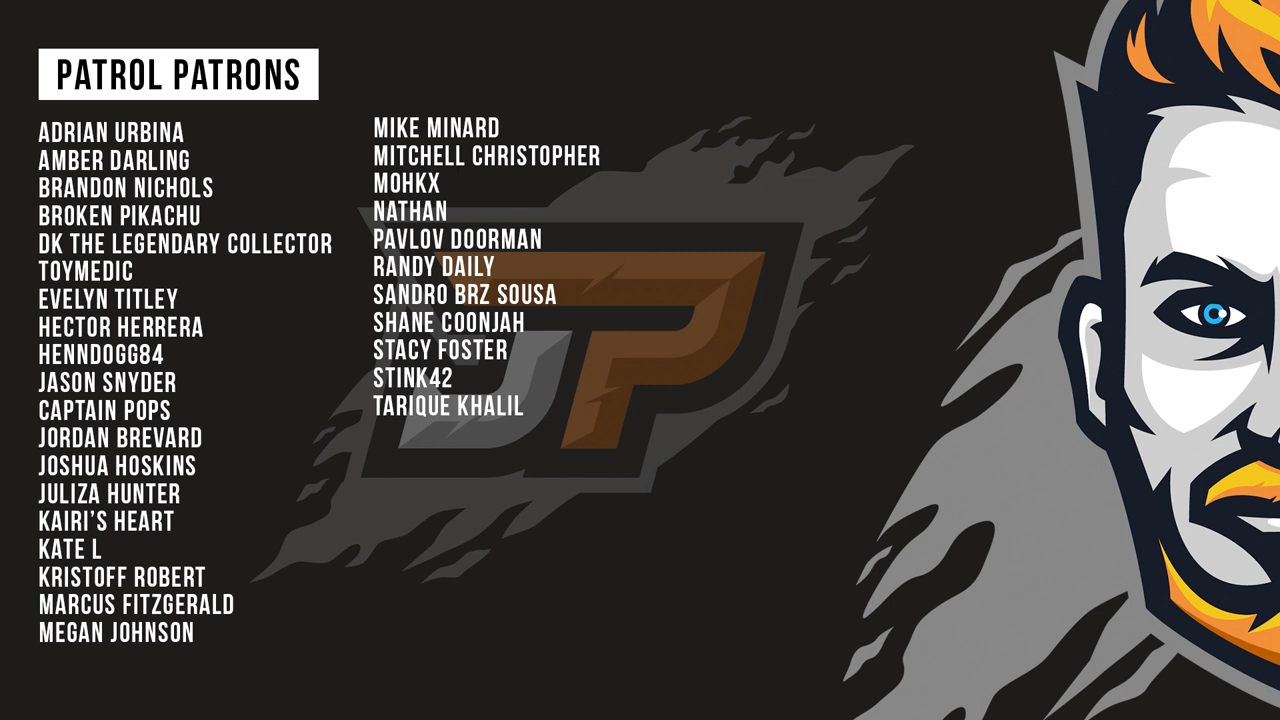 PATROL PATRONS
ADRIAN URBINA
AMBER DARLING
BRANDON NICHOLS
BROKEN PIKACHU
DK THE LEGENDARY COLLECTOR
TOYMEDIC
EVELYN TITLEY
HECTOR HERRERA
HENNDOGG84
JASON SNYDER
CAPTAIN POPS
JORDAN BREVARD
JOSHUA HOSKINS
JULIZA HUNTER
KAIRI'S HEART
KATE L
KRISTOFF ROBERT
MARCUS FITZGERALD
MEGAN JOHNSON
MIKE MINARD
MITCHELL CHRISTOPHER
MOHKX
NATHAN
PAVLOV DOORMAN
RANDY DAILY
SANDRO BRZ SOUSA
SHANE COONJAH
STACY FOSTER
STINK42
TARIQUE KHALIL
JP